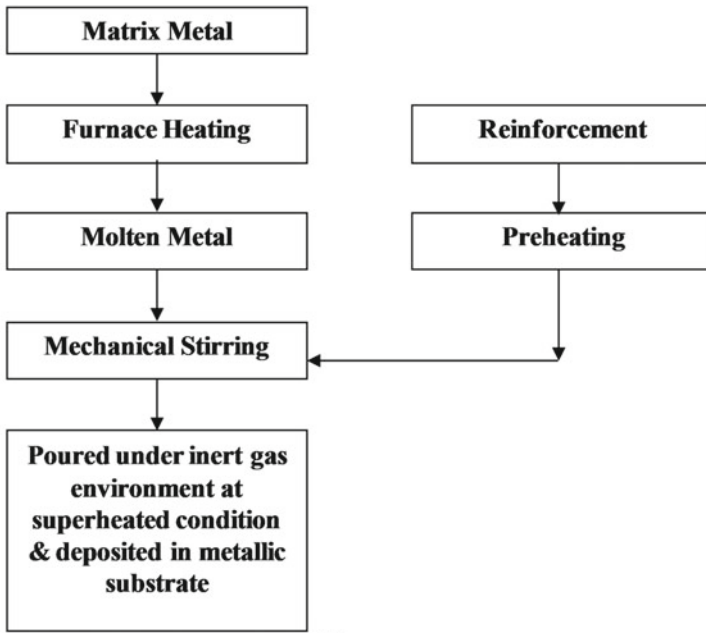 Matrix Metal
Furnace Heating
Reinforcement
Molten Metal
Preheating
Mechanical Stirring
Poured under inert gas
environment at
superheated condition
& deposited in metallic
substrate